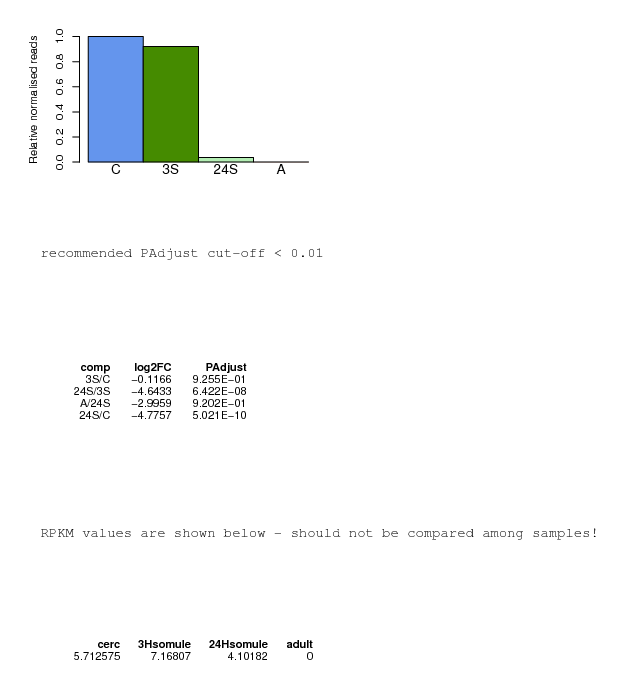 Relative normalised reads
1.0
0.8
0.6
0.4
0.2
0.0
C 3S 24S A
recommended PAdjust cut-off < 0.01
comp log2FC PAdjust
3S/C −0.1166 9.255E−01
24S/3S −4.6433 6.422E−08
A/24S −2.9959 9.202E−01
24S/C −4.7757 5.021E−10
RPKM values are shown below - should not be compared among samples!
cerc 3Hsomule 24Hsomule adult
5.712575 7.16807 4.10182 0